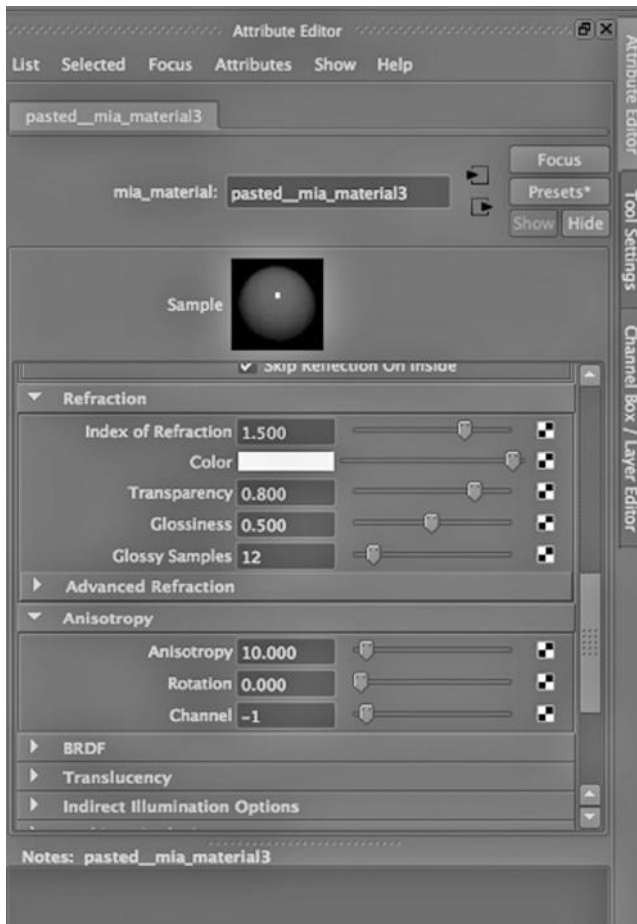 Attribute Editor
List Selected Focus Attributes Show Help
pasted__mia_material3
Focus
mia_material: pasted__mia_material3
Presets*
Show Hide
Sample
Skip Reflection On Inside
Refraction
Index of Refraction 1.500
Color
Transparency 0.800
Glossiness 0.500
Glossy Samples 12
Advanced Refraction
Anisotropy
Anisotropy 10.000
Rotation 0.000
Channel -1
BRDF
Translucency
Indirect Illumination Options
Notes: pasted__mia_material3
Attribute Editor
Tool Settings
Channel Box / Layer Editor